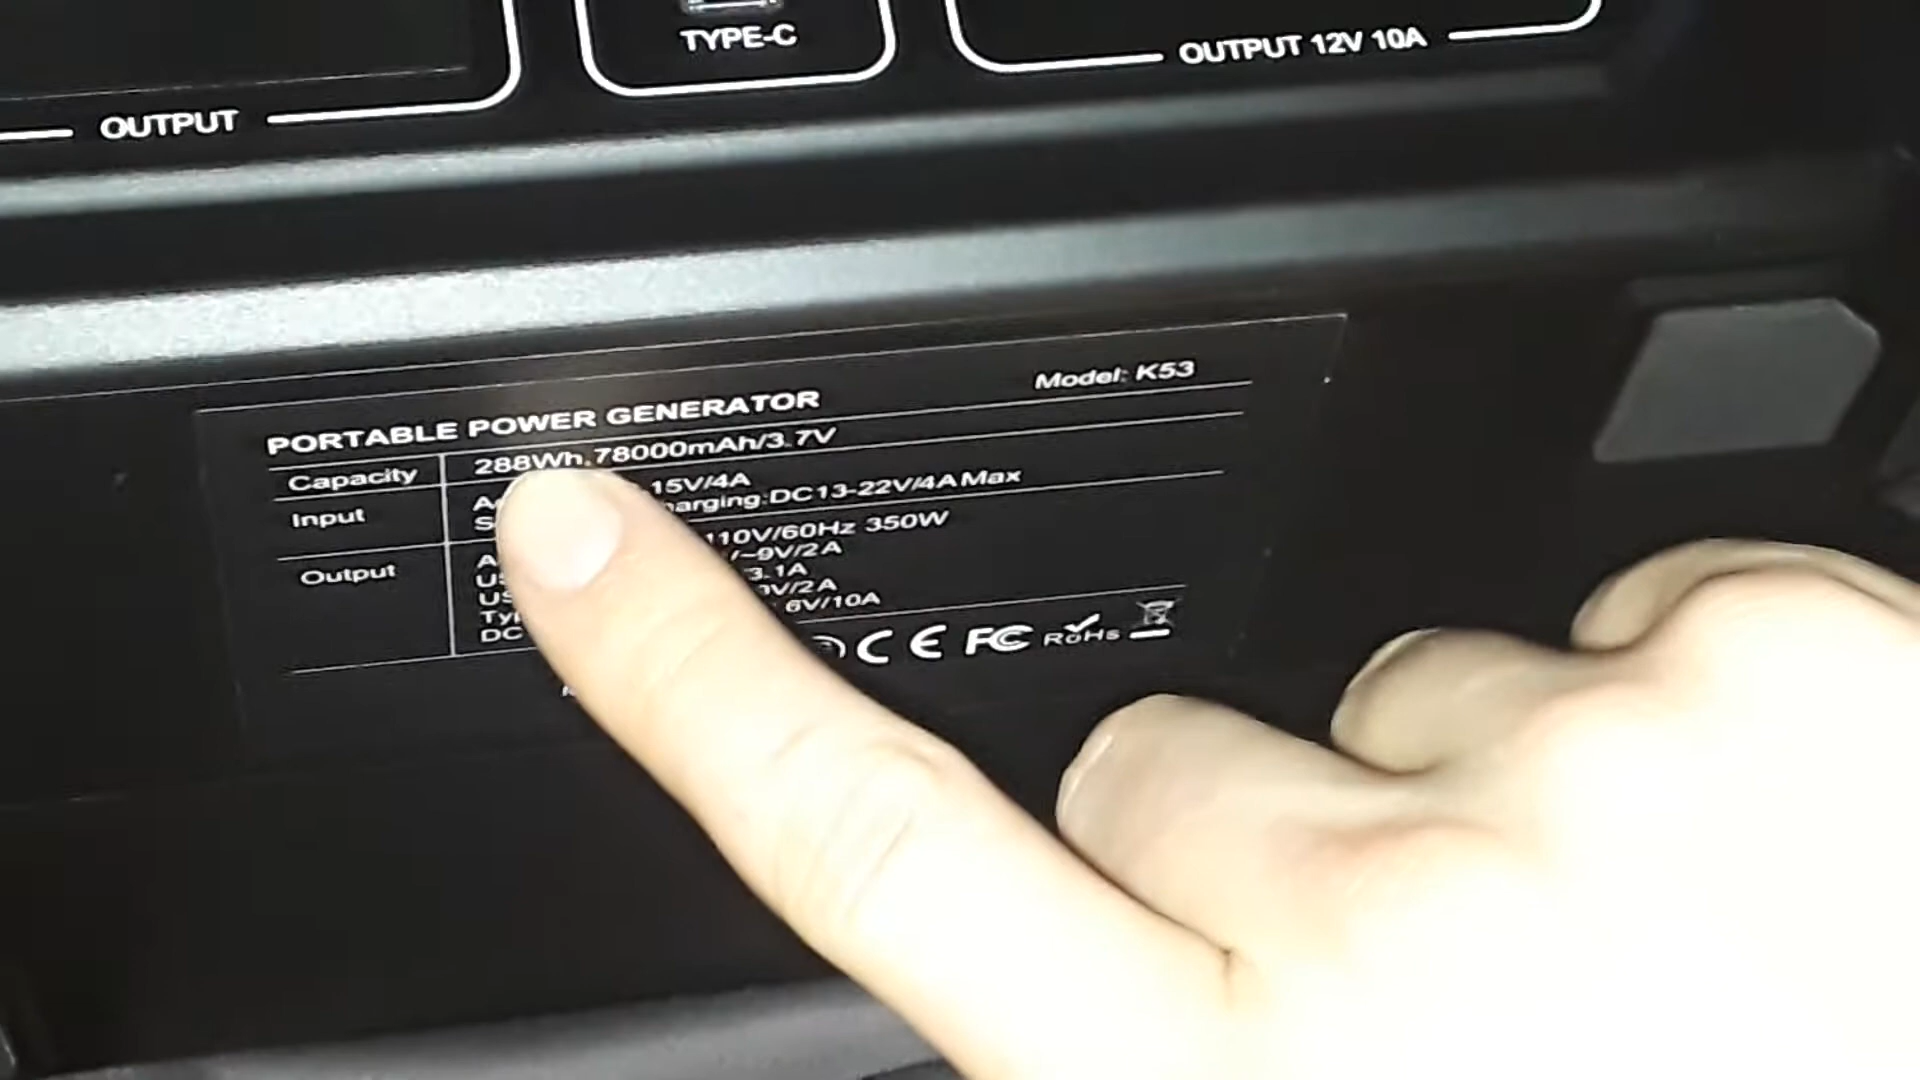 TYPE-C
OUTPUT 12V 10A
OUTPUT
PORTABLE POWER GENERATOR
Model: K53
Capacity
288Wh,78000mAh/3.7V
Input
15V/4A
DC13-22V/4A Max
Output
110V/60Hz 350W
9V/2A
3.1A
V/2A
6V/10A
DC
CE FC RoHS